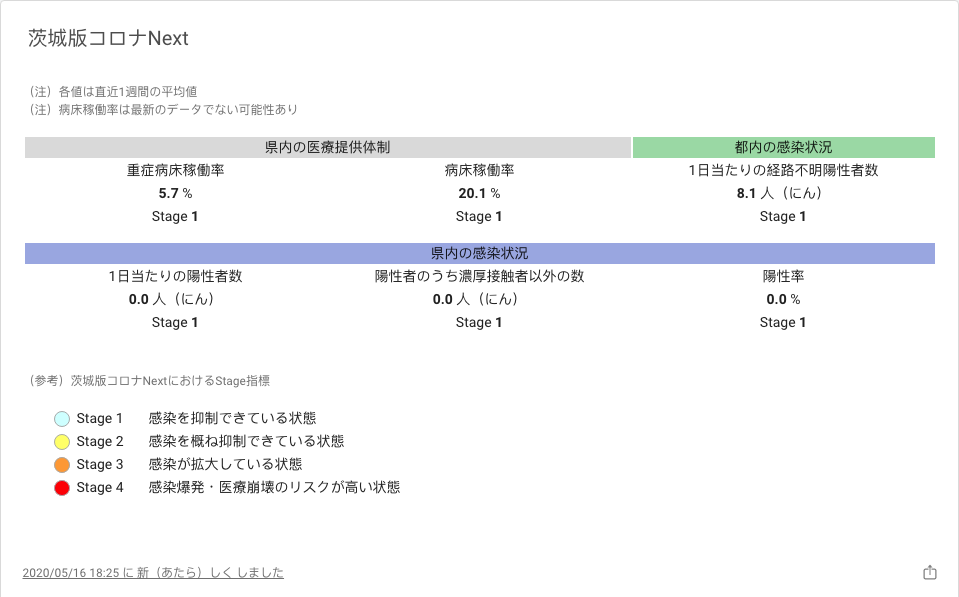 茨城版コロナNext
（注）各値は直近1週間の平均値
（注）病床稼働率は最新のデータでない可能性あり
県内の医療提供体制 都内の感染状況
重症病床稼働率 病床稼働率 1日当たりの経路不明陽性者数
5.7 % 20.1 % 8.1 人（にん）
Stage 1 Stage 1 Stage 1
県内の感染状況
1日当たりの陽性者数 陽性者のうち濃厚接触者以外の数 陽性率
0.0 人（にん） 0.0 人（にん） 0.0 %
Stage 1 Stage 1 Stage 1
（参考）茨城版コロナNextにおけるStage指標
Stage 1 感染を抑制できている状態
Stage 2 感染を概ね抑制できている状態
Stage 3 感染が拡大している状態
Stage 4 感染爆発・医療崩壊のリスクが高い状態
2020/05/16 18:25 に 新（あたら）しく しました